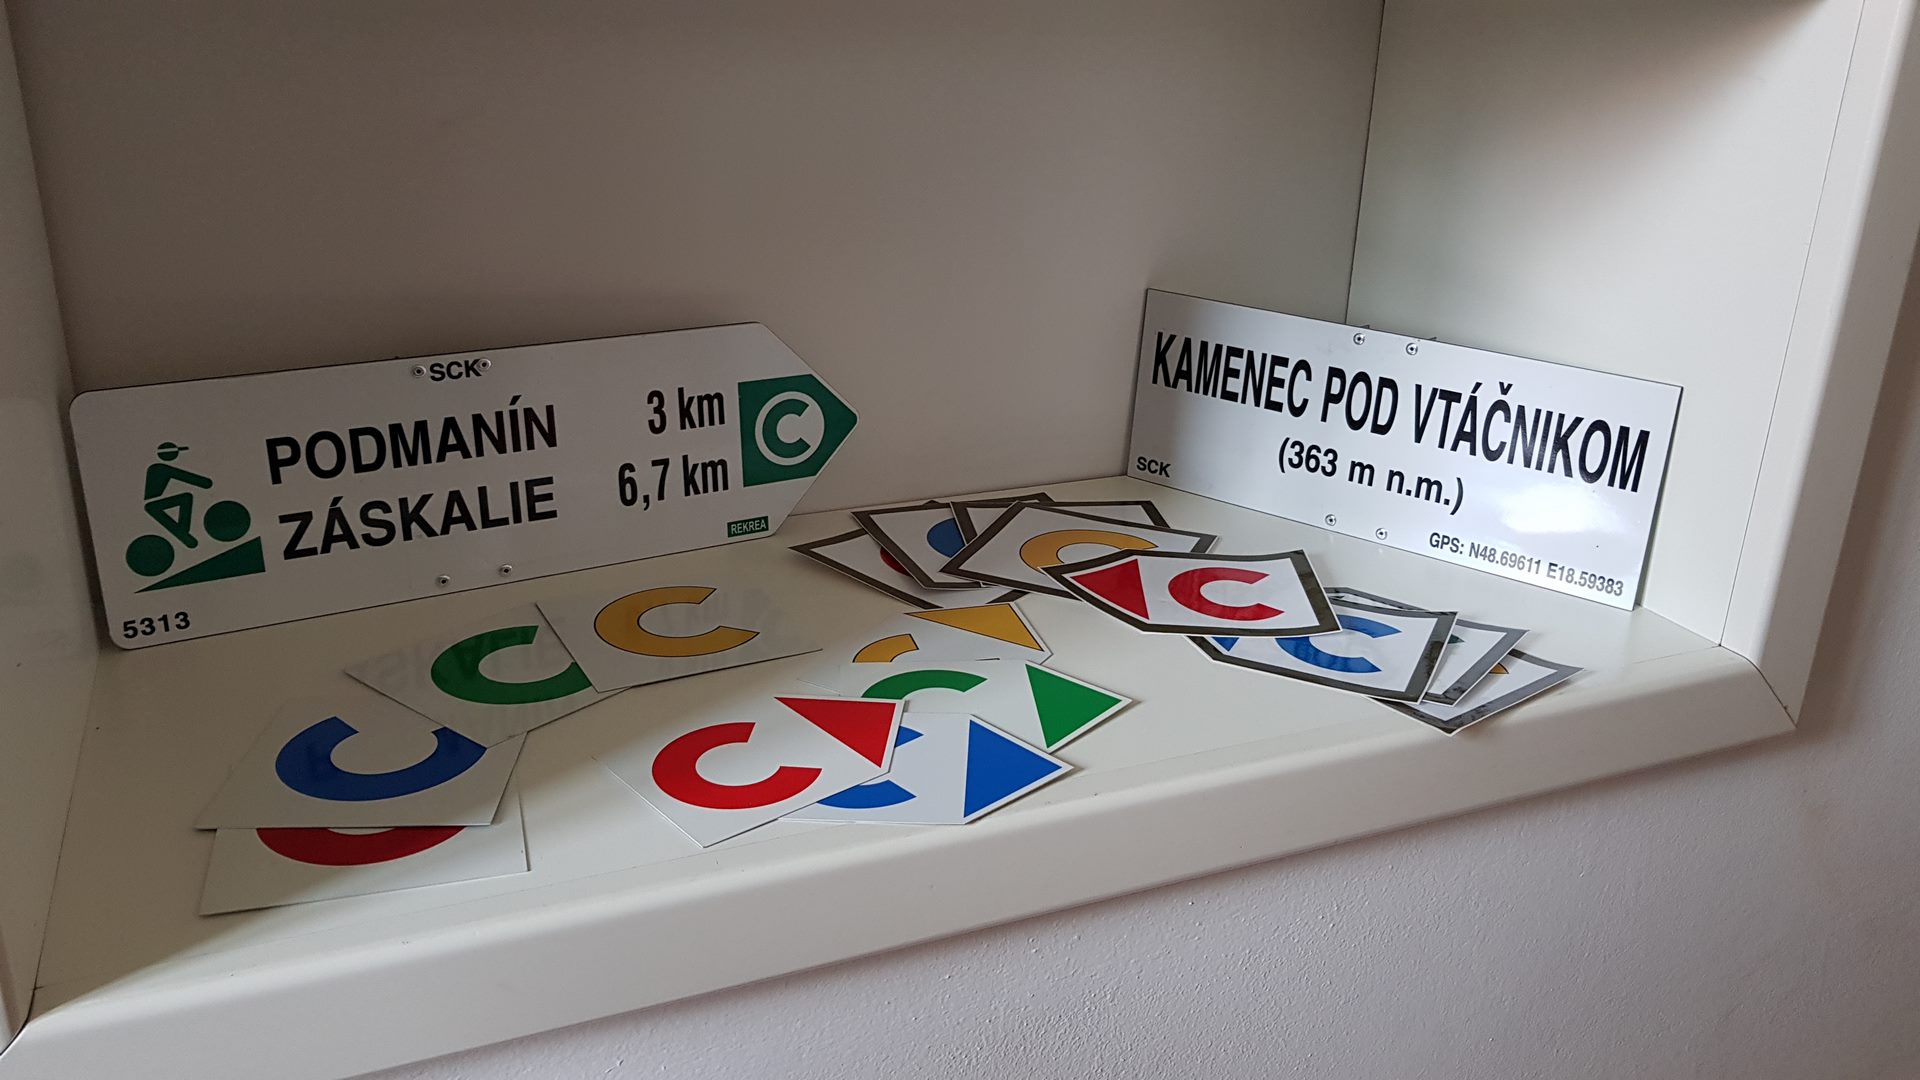 SCK
PODMANÍN 3 km
ZÁSKALIE 6,7 km
C
REKREA
5313
KAMENEC POD VTÁČNIKOM
(363 m n.m.)
SCK
GPS: N48.69611 E18.59383
C
C
C
C
C
C
C
C
C
C
C